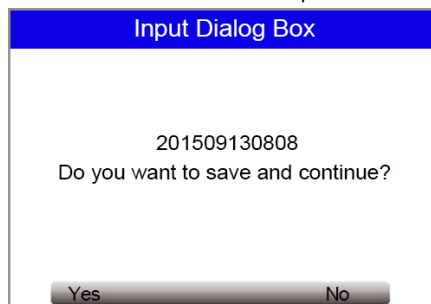 Input Dialog Box
201509130808
Do you want to save and continue?
Yes No